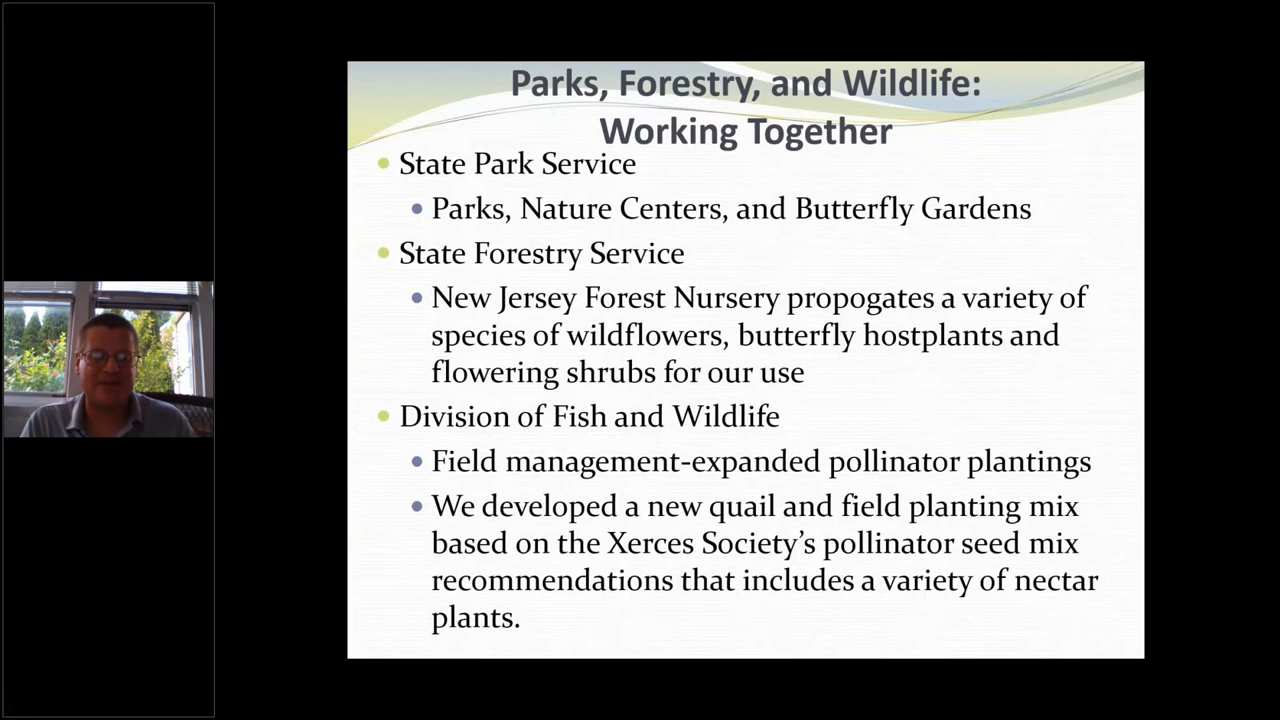 Parks, Forestry, and Wildlife:
Working Together
State Park Service
Parks, Nature Centers, and Butterfly Gardens
State Forestry Service
New Jersey Forest Nursery propogates a variety of
species of wildflowers, butterfly hostplants and
flowering shrubs for our use
Division of Fish and Wildlife
Field management-expanded pollinator plantings
We developed a new quail and field planting mix
based on the Xerces Society’s pollinator seed mix
recommendations that includes a variety of nectar
plants.